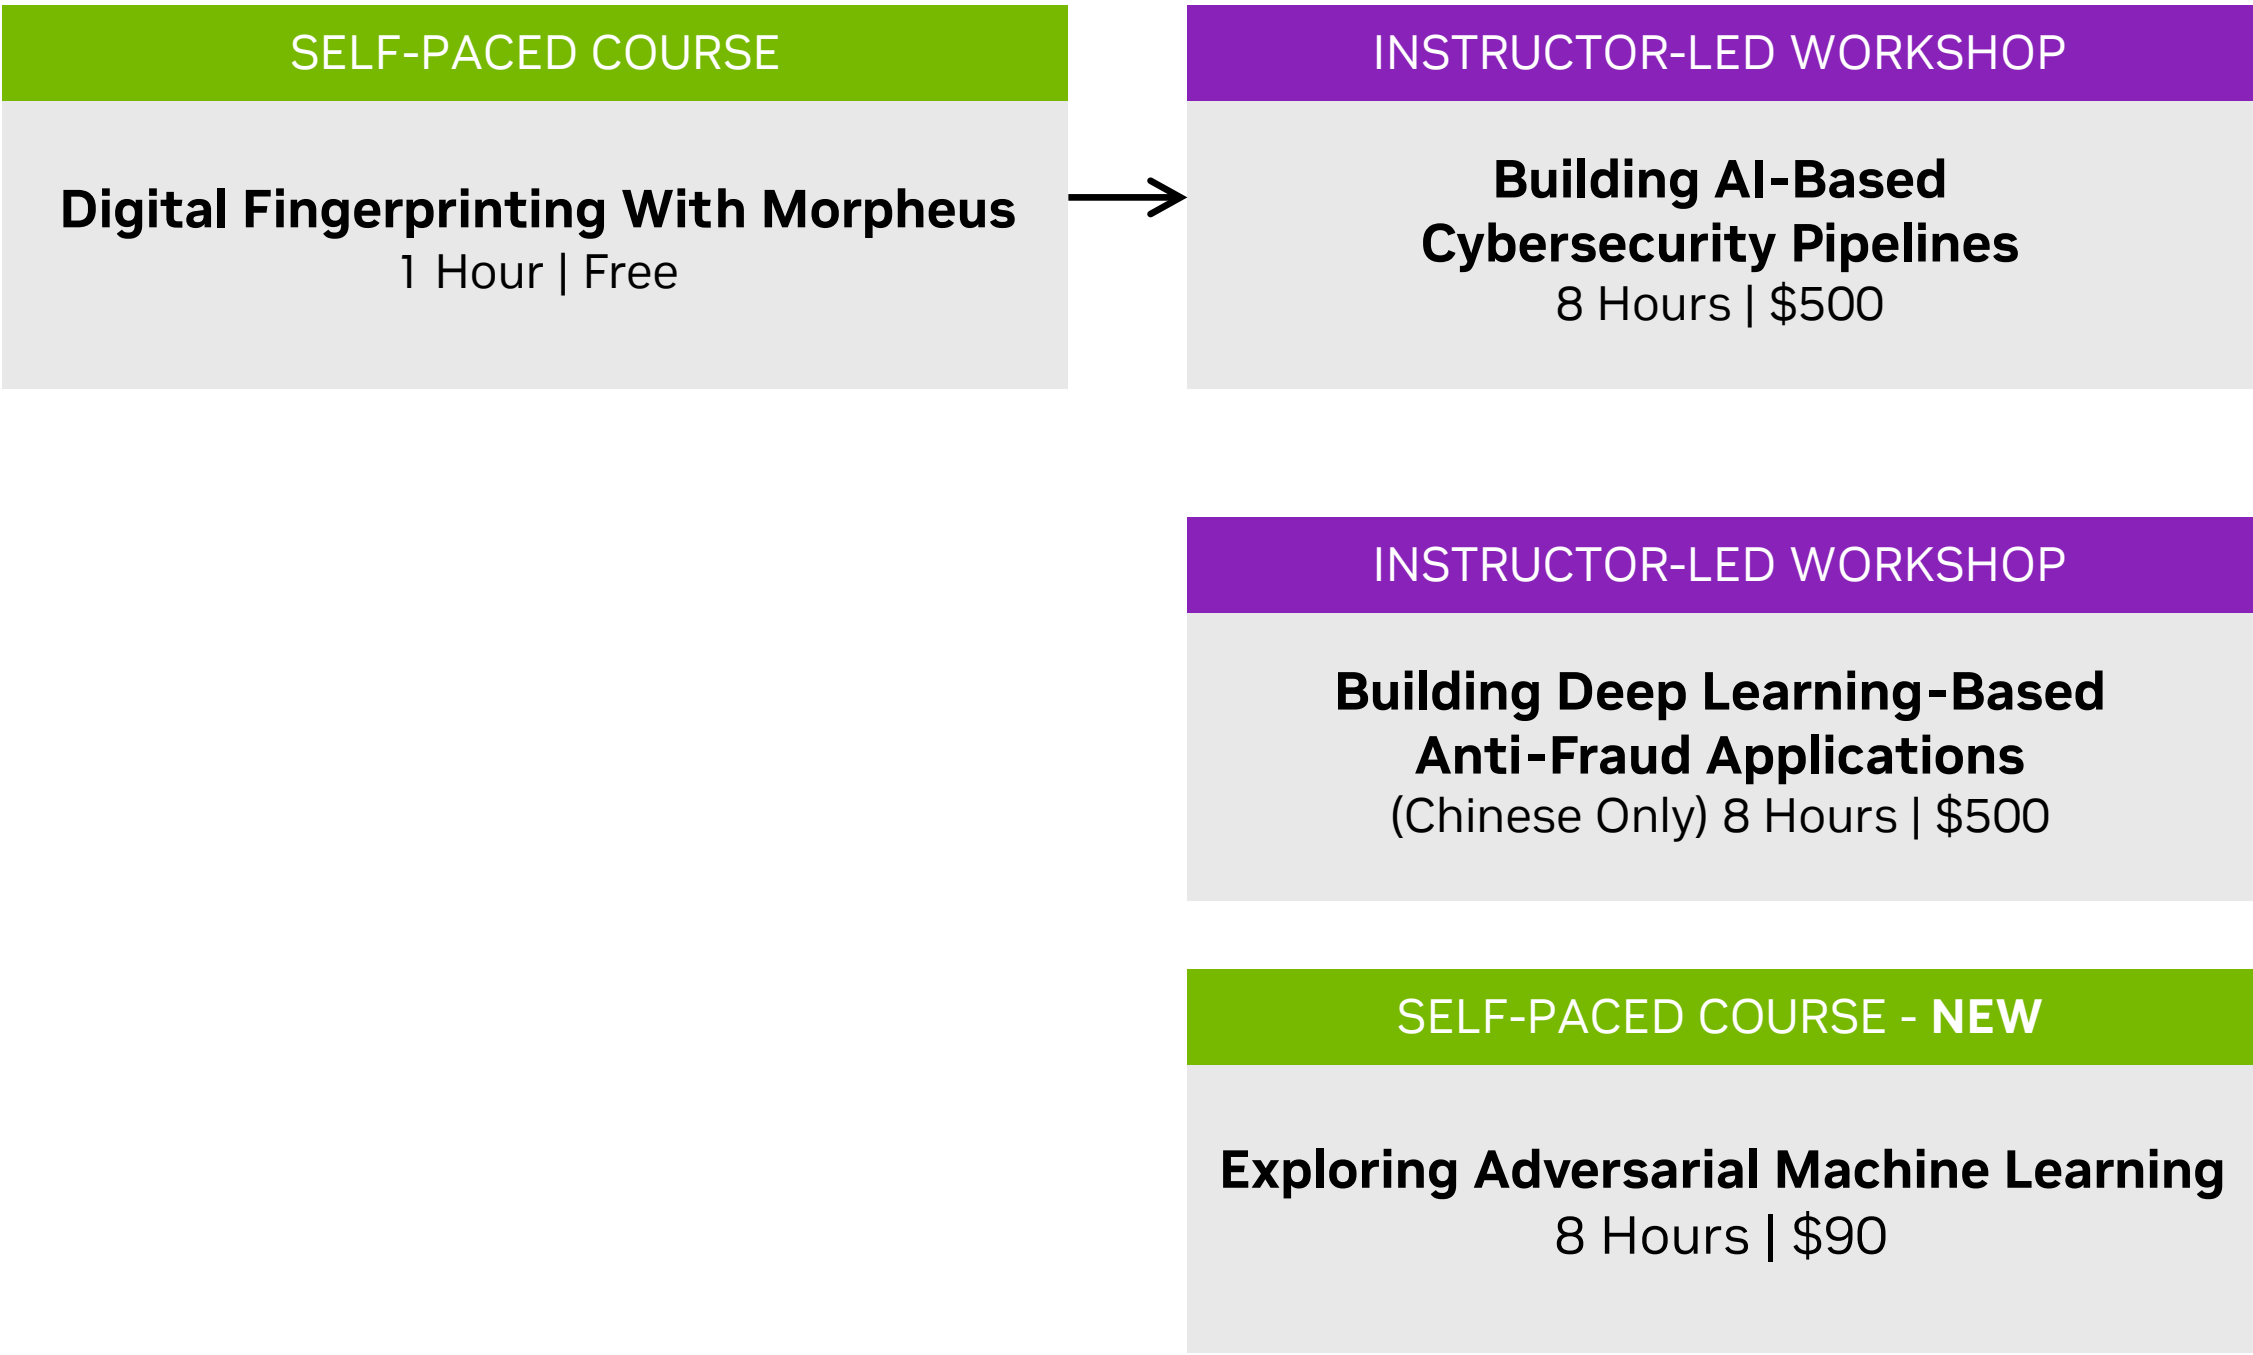 SELF-PACED COURSE
Digital Fingerprinting With Morpheus
1 Hour | Free
INSTRUCTOR-LED WORKSHOP
Building AI-Based
Cybersecurity Pipelines
8 Hours | $500
INSTRUCTOR-LED WORKSHOP
Building Deep Learning-Based
Anti-Fraud Applications
(Chinese Only) 8 Hours | $500
SELF-PACED COURSE - NEW
Exploring Adversarial Machine Learning
8 Hours | $90